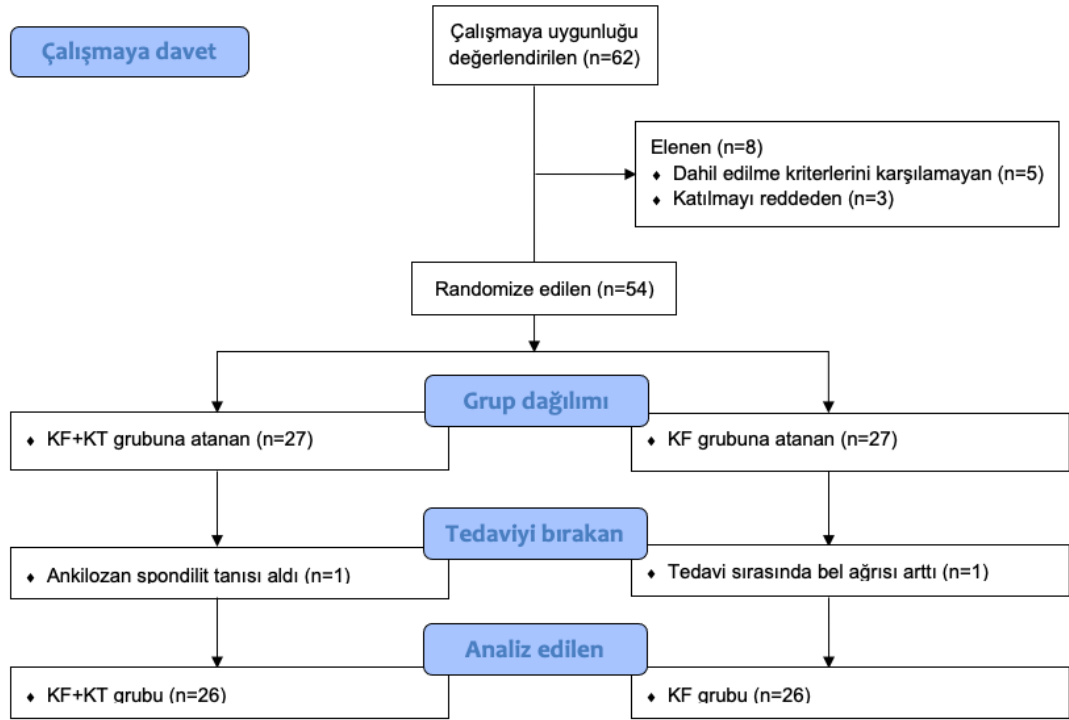 Çalışmaya davet
Çalışmaya uygunluğu
değerlendirilen (n=62)
Elenen (n=8)
♦ Dahil edilme kriterlerini karşılamayan (n=5)
♦ Katılmayı reddeden (n=3)
Randomize edilen (n=54)
Grup dağılımı
♦ KF+KT grubuna atanan (n=27)
♦ KF grubuna atanan (n=27)
Tedaviyi bırakan
♦ Ankilozan spondilit tanısı aldı (n=1)
♦ Tedavi sırasında bel ağrısı arttı (n=1)
Analiz edilen
♦ KF+KT grubu (n=26)
♦ KF grubu (n=26)